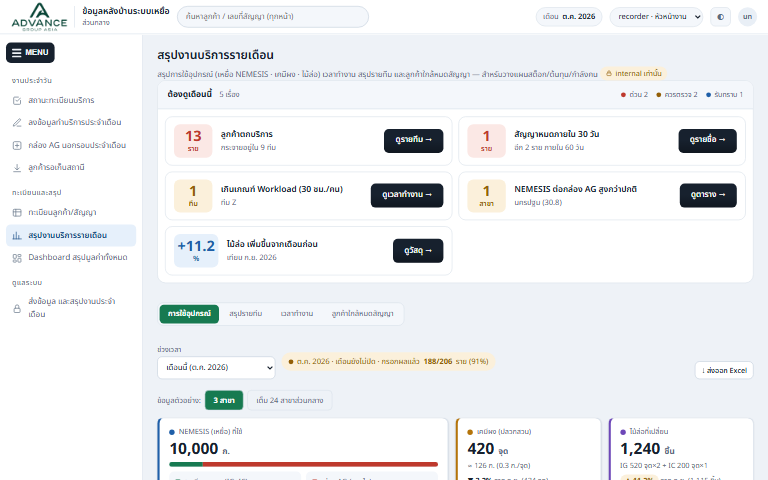 ADVANCE
GROUP ASIA
ข้อมูลหลังบ้านระบบเหยื่อ
ส่วนกลาง
ค้นหาลูกค้า / เลขที่สัญญา (ทุกหน้า)
เดือน ต.ค. 2026
recorder · หัวหน้างาน
นท
MENU
งานประจำวัน
สถานะทะเบียนบริการ
ลงข้อมูลทำบริการประจำเดือน
กล่อง AG นอกรอบประจำเดือน
ลูกค้ารอเก็บสถานี
ทะเบียนและสรุป
ทะเบียนลูกค้า/สัญญา
สรุปงานบริการรายเดือน
Dashboard สรุปมูลค่าทั้งหมด
ดูแลระบบ
ส่งข้อมูล และสรุปงานประจำ
เดือน
สรุปงานบริการรายเดือน
สรุปการใช้อุปกรณ์ (เหยื่อ NEMESIS · เคมีผง · ไม้ล่อ) เวลาทำงาน สรุปรายทีม และลูกค้าใกล้หมดสัญญา — สำหรับวางแผนสต็อก/ต้นทุน/กำลังคน
internal เท่านั้น
ต้องดูเดือนนี้ 5 เรื่อง
ด่วน 2
ควรตรวจ 2
รับทราบ 1
13
ราย
ลูกค้าตกบริการ
กระจายอยู่ใน 9 ทีม
ดูรายทีม →
1
ราย
สัญญาหมดภายใน 30 วัน
อีก 2 ราย ภายใน 60 วัน
ดูรายชื่อ →
1
ทีม
เกินเกณฑ์ Workload (30 ชม./คน)
ทีม Z
ดูเวลาทำงาน →
1
สาขา
NEMESIS ต่อกล่อง AG สูงกว่าปกติ
นครปฐม (30.8)
ดูตาราง →
+11.2
%
ไม้ล่อ เพิ่มขึ้นจากเดือนก่อน
เทียบ ก.ย. 2026
ดูวัสดุ →
การใช้อุปกรณ์
สรุปรายทีม
เวลาทำงาน
ลูกค้าใกล้หมดสัญญา
ช่วงเวลา
เดือนนี้ (ต.ค. 2026)
ต.ค. 2026 · เดือนยังไม่ปิด · กรอกผลแล้ว 188/206 ราย (91%)
↓ ส่งออก Excel
ข้อมูลตัวอย่าง:
3 สาขา
เต็ม 24 สาขาส่วนกลาง
NEMESIS (เหยื่อ) ที่ใช้
10,000 ก.
เคมีผง (ปลวกสวน)
420 จุด
= 126 ก. (0.3 ก./จุด)
ไม้ล่อที่เปลี่ยน
1,240 ชิ้น
IG 520 จุด×2 + IC 200 จุด×1